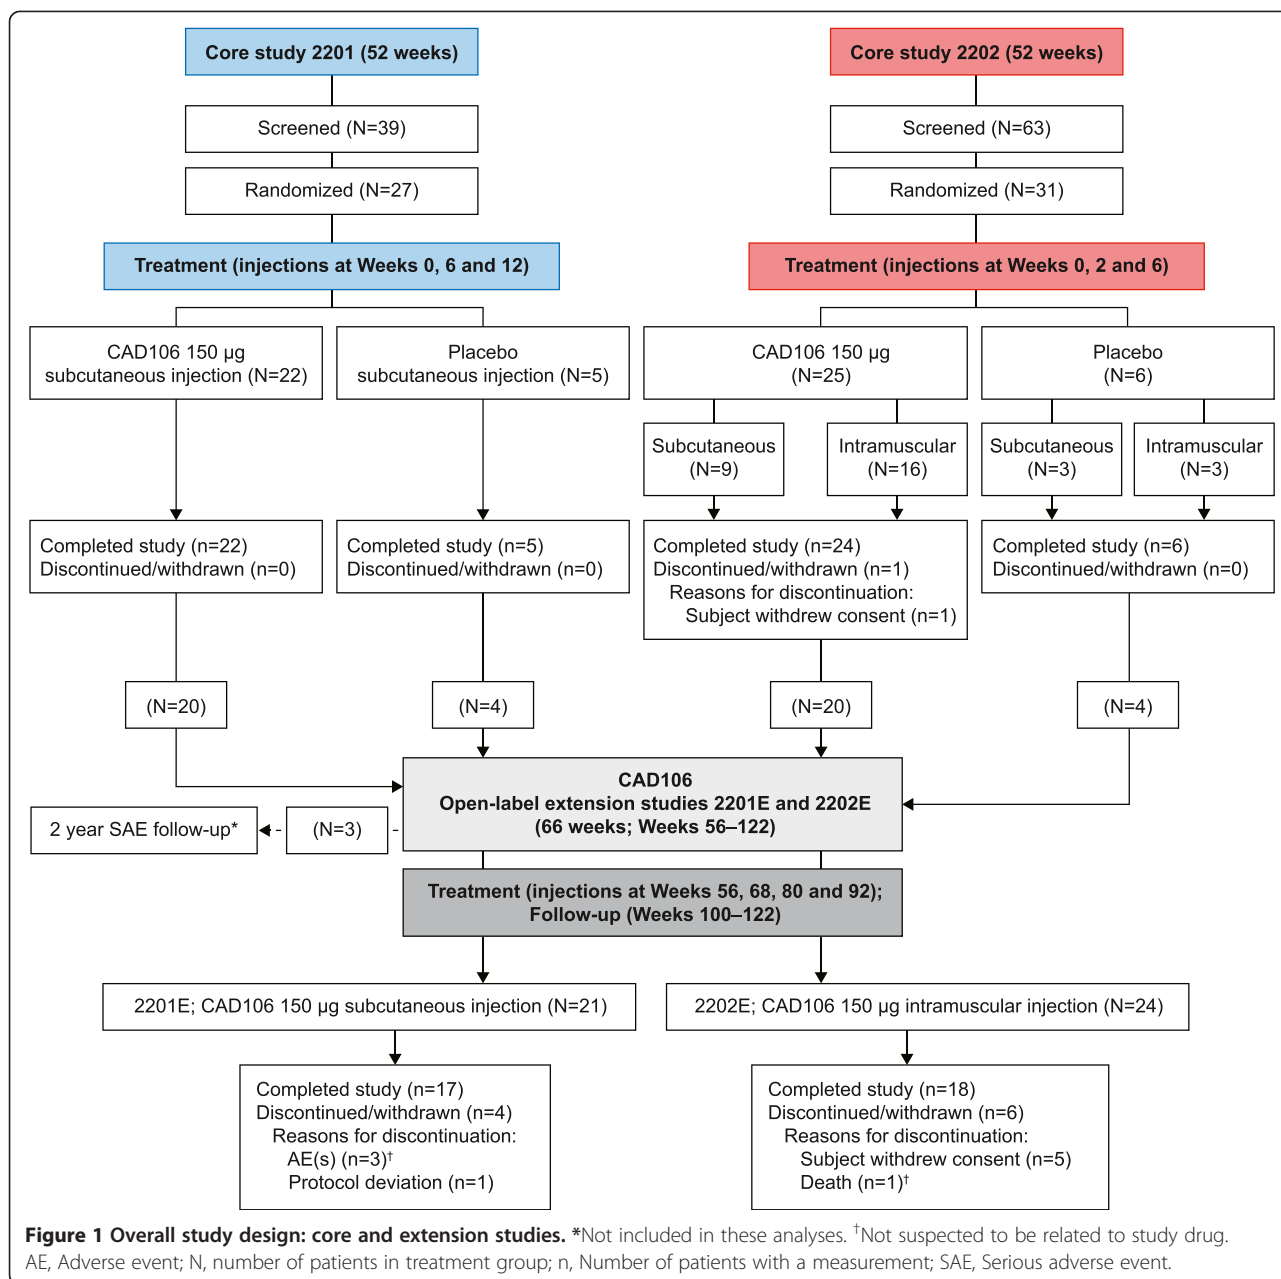 Core study 2201 (52 weeks)
Screened (N=39)
Randomized (N=27)
Treatment (injections at Weeks 0, 6 and 12)
CAD106 150 µg
subcutaneous injection (N=22)
Placebo
subcutaneous injection (N=5)
Completed study (n=22)
Discontinued/withdrawn (n=0)
Completed study (n=5)
Discontinued/withdrawn (n=0)
(N=20)
(N=4)
Core study 2202 (52 weeks)
Screened (N=63)
Randomized (N=31)
Treatment (injections at Weeks 0, 2 and 6)
CAD106 150 µg
(N=25)
Placebo
(N=6)
Subcutaneous
(N=9)
Intramuscular
(N=16)
Subcutaneous
(N=3)
Intramuscular
(N=3)
Completed study (n=24)
Discontinued/withdrawn (n=1)
Reasons for discontinuation:
Subject withdrew consent (n=1)
Completed study (n=6)
Discontinued/withdrawn (n=0)
(N=20)
(N=4)
CAD106
Open-label extension studies 2201E and 2202E
(66 weeks; Weeks 56–122)
2 year SAE follow-up*
(N=3)
Treatment (injections at Weeks 56, 68, 80 and 92);
Follow-up (Weeks 100–122)
2201E; CAD106 150 µg subcutaneous injection (N=21)
2202E; CAD106 150 µg intramuscular injection (N=24)
Completed study (n=17)
Discontinued/withdrawn (n=4)
Reasons for discontinuation:
AE(s) (n=3)†
Protocol deviation (n=1)
Completed study (n=18)
Discontinued/withdrawn (n=6)
Reasons for discontinuation:
Subject withdrew consent (n=5)
Death (n=1)†
Figure 1 Overall study design: core and extension studies. *Not included in these analyses. †Not suspected to be related to study drug.
AE, Adverse event; N, number of patients in treatment group; n, Number of patients with a measurement; SAE, Serious adverse event.